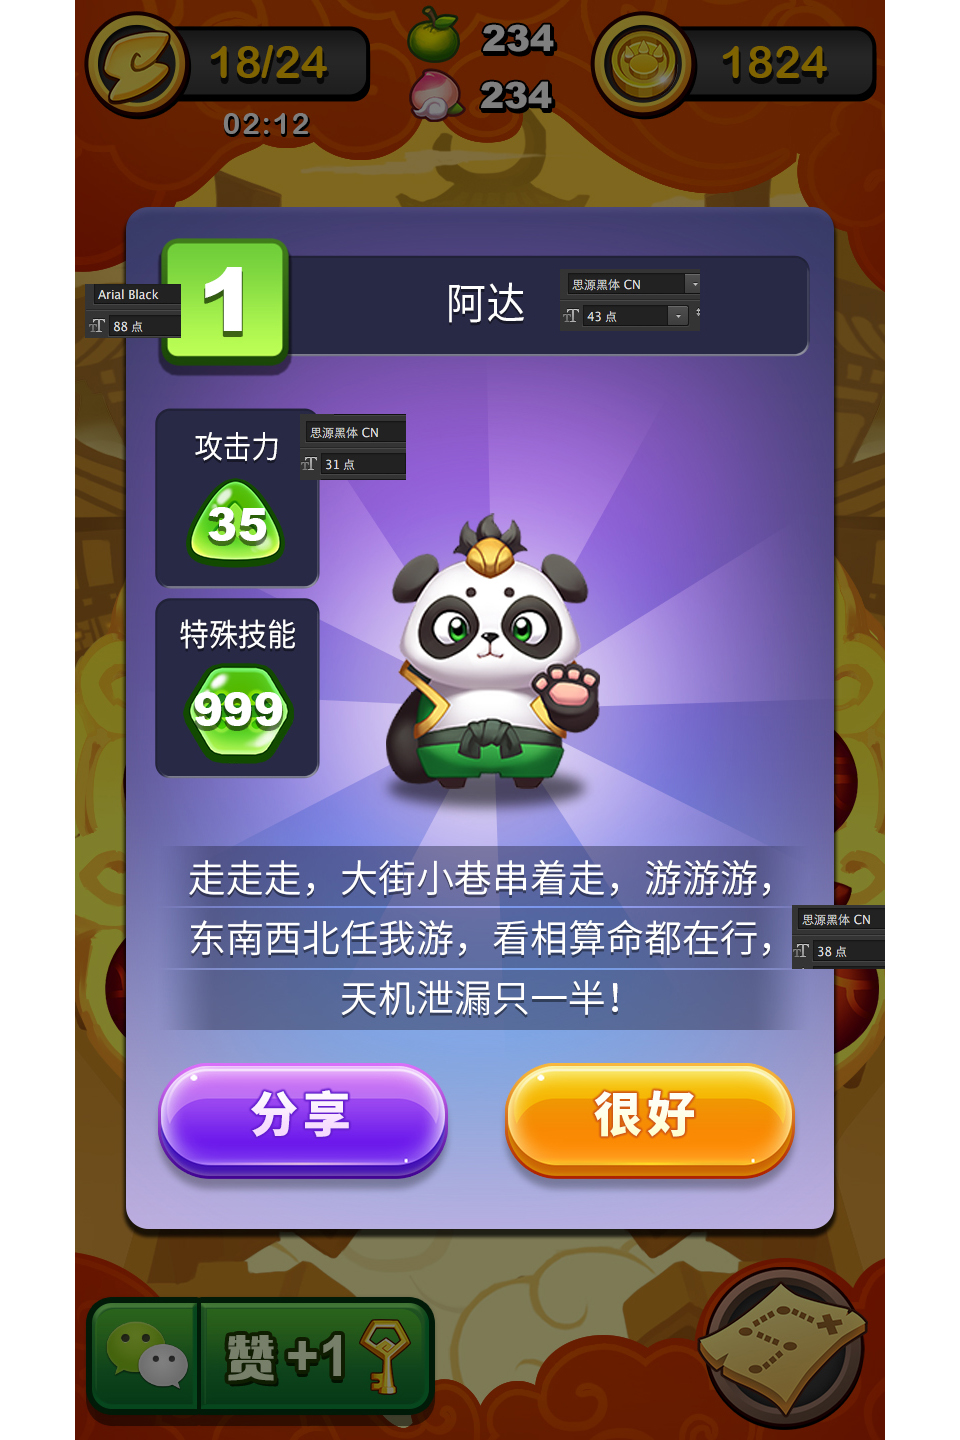 18/24
02:12
234
234
1824
1
Arial Black
88 点
阿达
思源黑体 CN
43 点
攻击力
思源黑体 CN
31 点
35
特殊技能
999
走走走，大街小巷串着走，游游游，
东南西北任我游，看相算命都在行，
天机泄漏只一半！
思源黑体 CN
38 点
分享
很好
赞+1